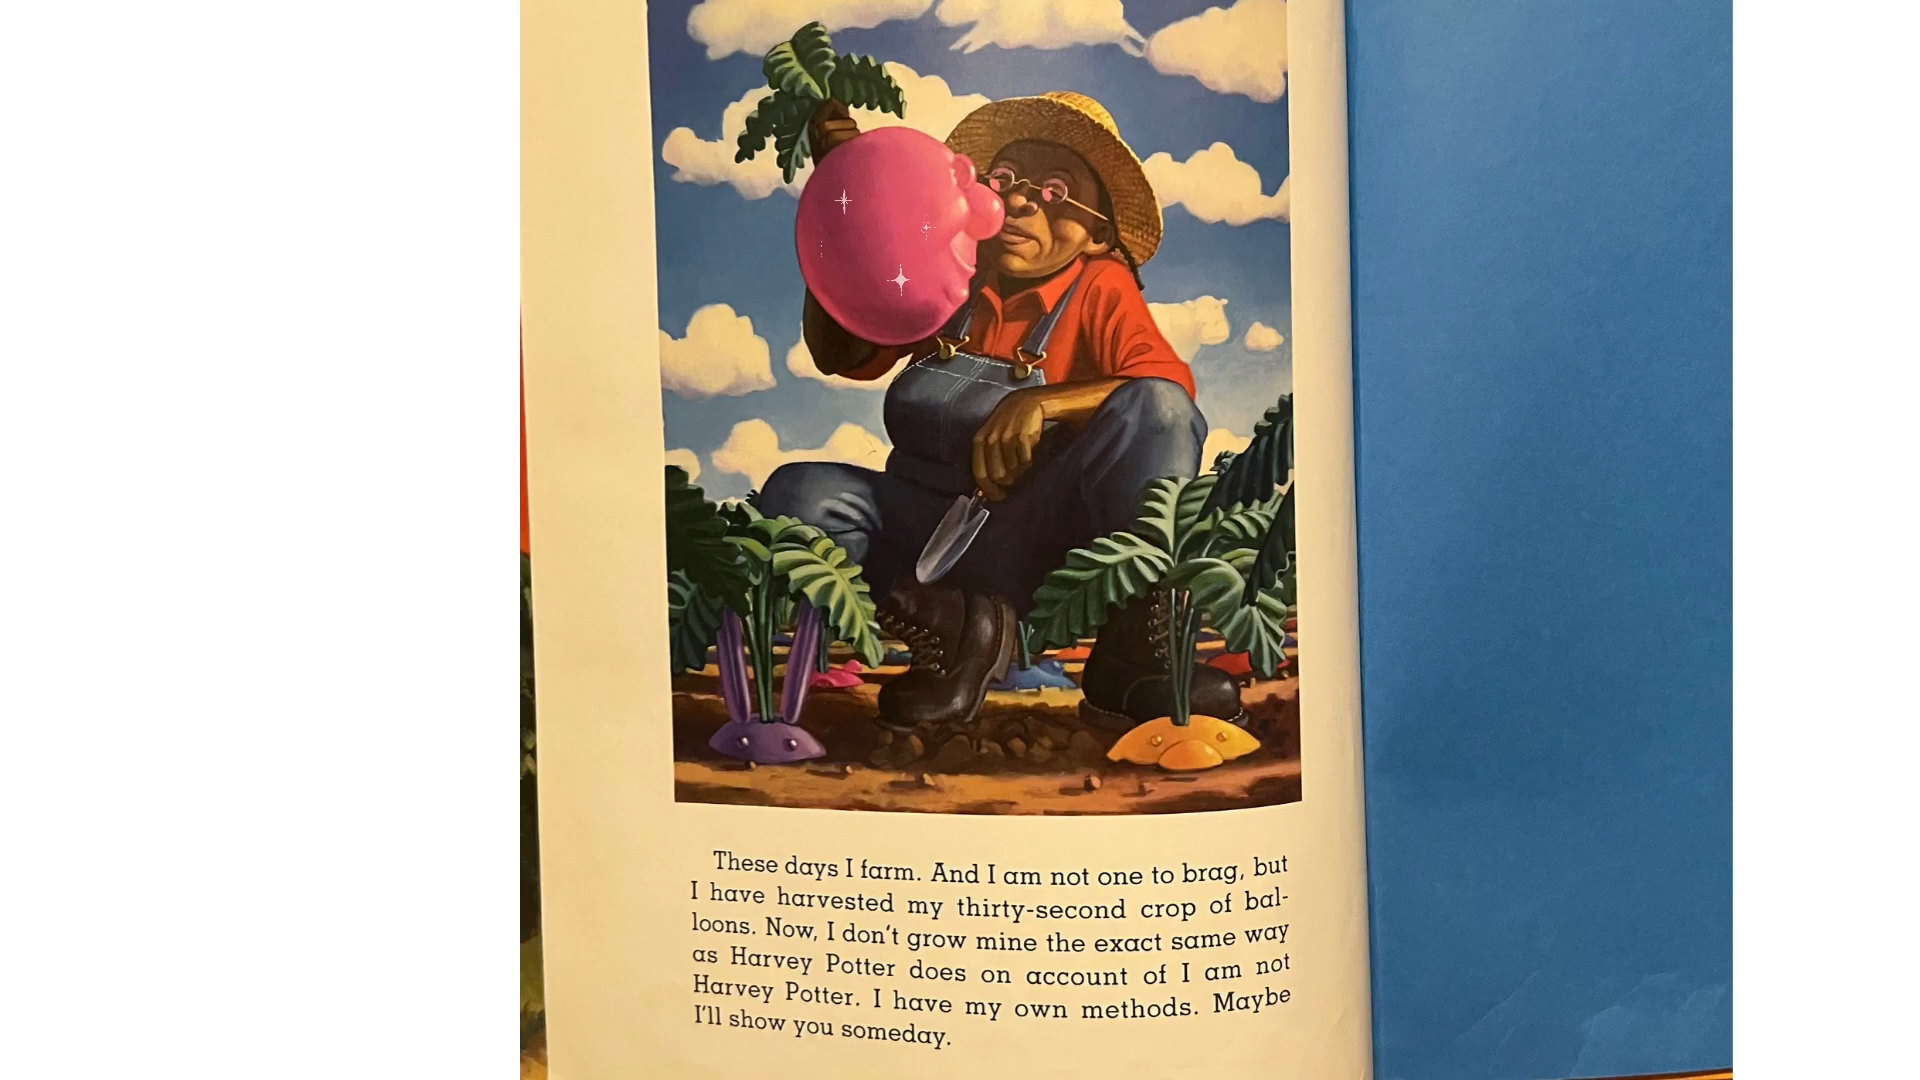 These days I farm. And I am not one to brag, but
I have harvested my thirty-second crop of bal-
loons. Now, I don't grow mine the exact same way
as Harvey Potter does on account of I am not
Harvey Potter. I have my own methods. Maybe
I'll show you someday.